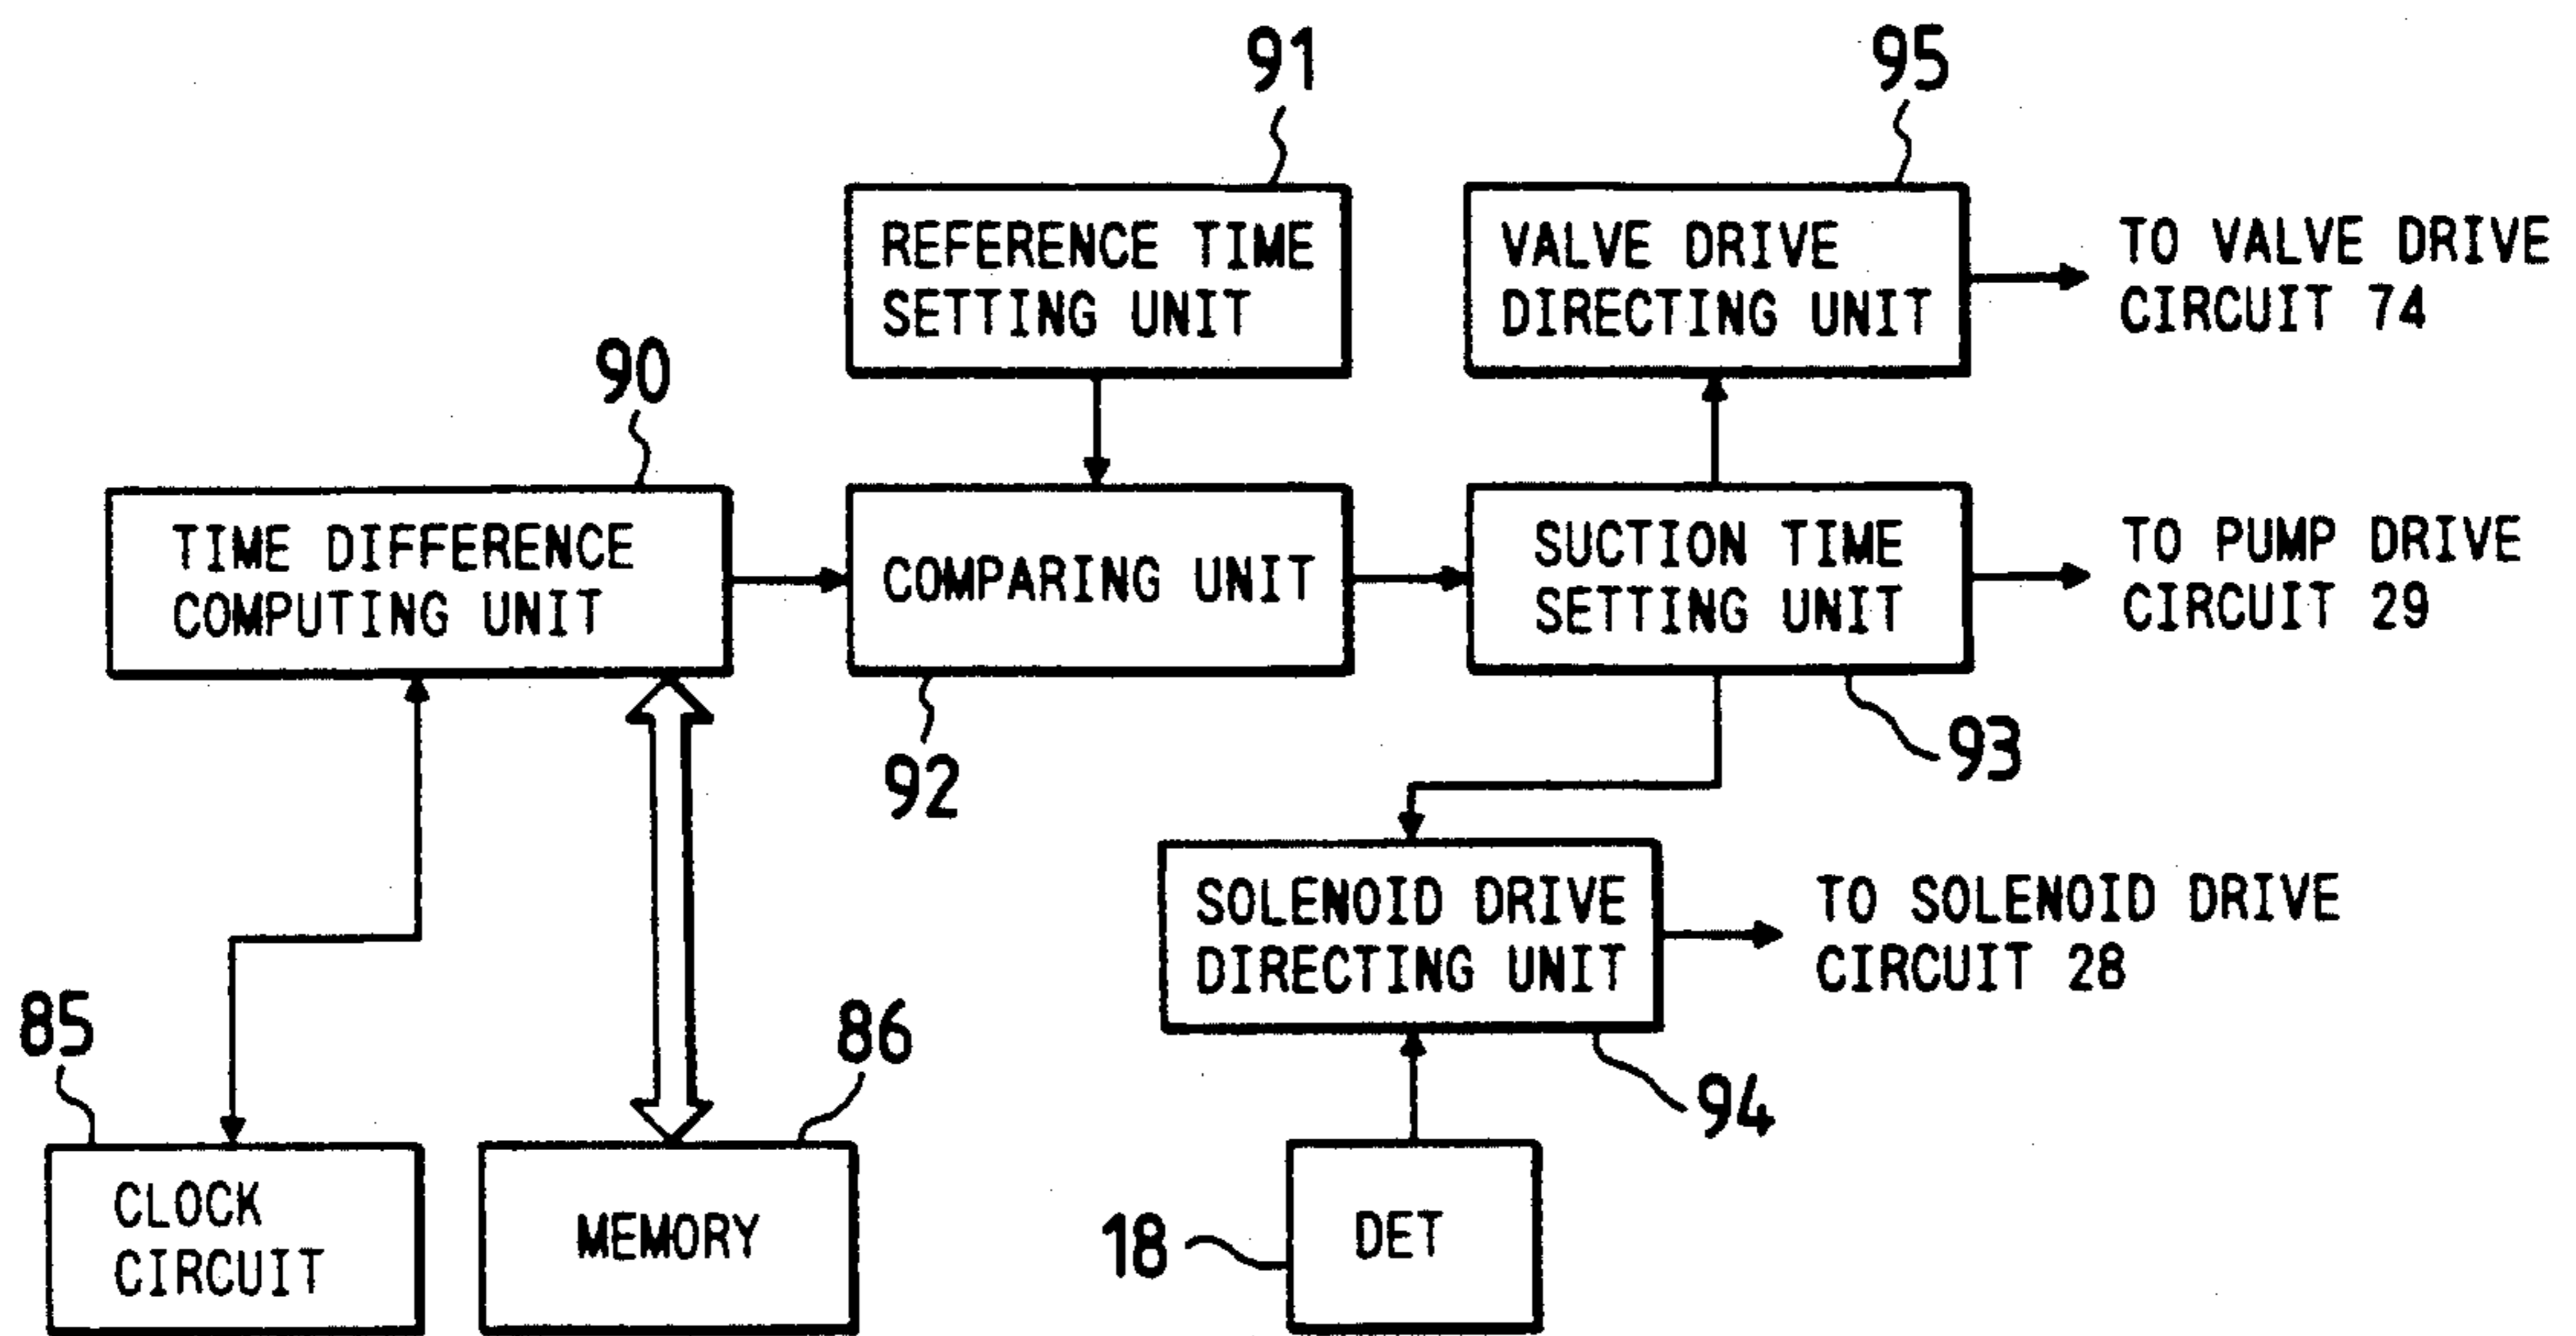 91
95
REFERENCE TIME
SETTING UNIT
VALVE DRIVE
DIRECTING UNIT
TO VALVE DRIVE
CIRCUIT 74
90
TIME DIFFERENCE
COMPUTING UNIT
COMPARING UNIT
SUCTION TIME
SETTING UNIT
TO PUMP DRIVE
CIRCUIT 29
92
93
SOLENOID DRIVE
DIRECTING UNIT
TO SOLENOID DRIVE
CIRCUIT 28
85
86
94
CLOCK
CIRCUIT
MEMORY
18
DET